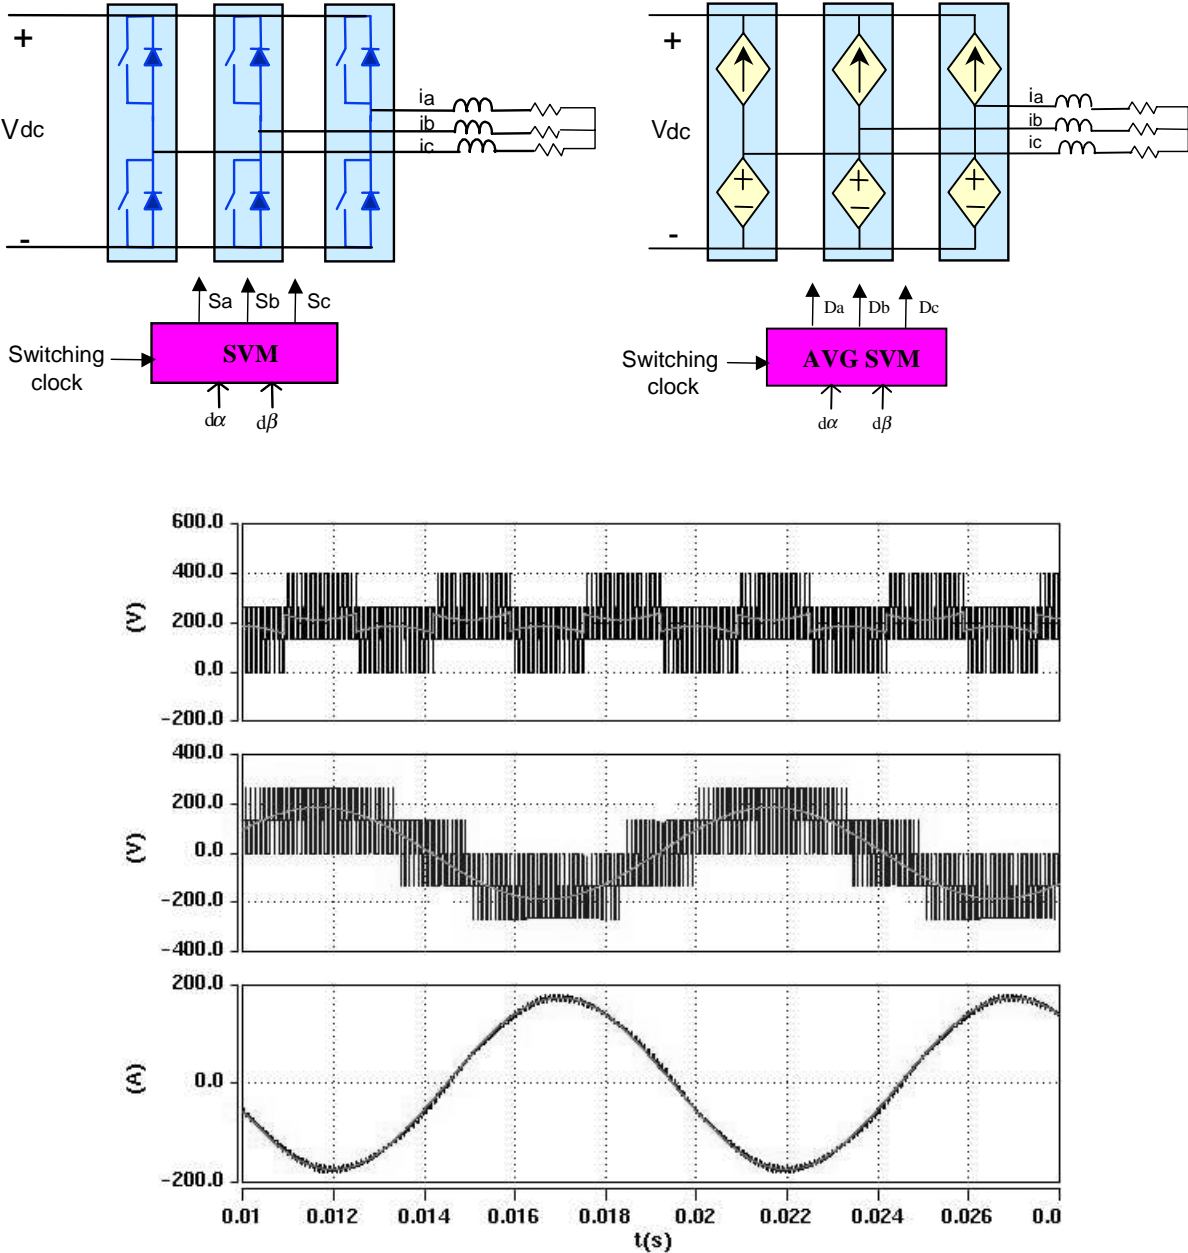 +
Vdc
-
ia
ib
ic
Sa Sb Sc
SVM
Switching
clock
dα dβ
+
Vdc
-
ia
ib
ic
Da Db Dc
AVG SVM
Switching
clock
dα dβ
600.0
400.0
200.0
0.0
-200.0
(V)
400.0
200.0
0.0
-200.0
-400.0
(V)
200.0
0.0
-200.0
(A)
0.01 0.012 0.014 0.016 0.018 0.02 0.022 0.024 0.026 0.0
t(s)